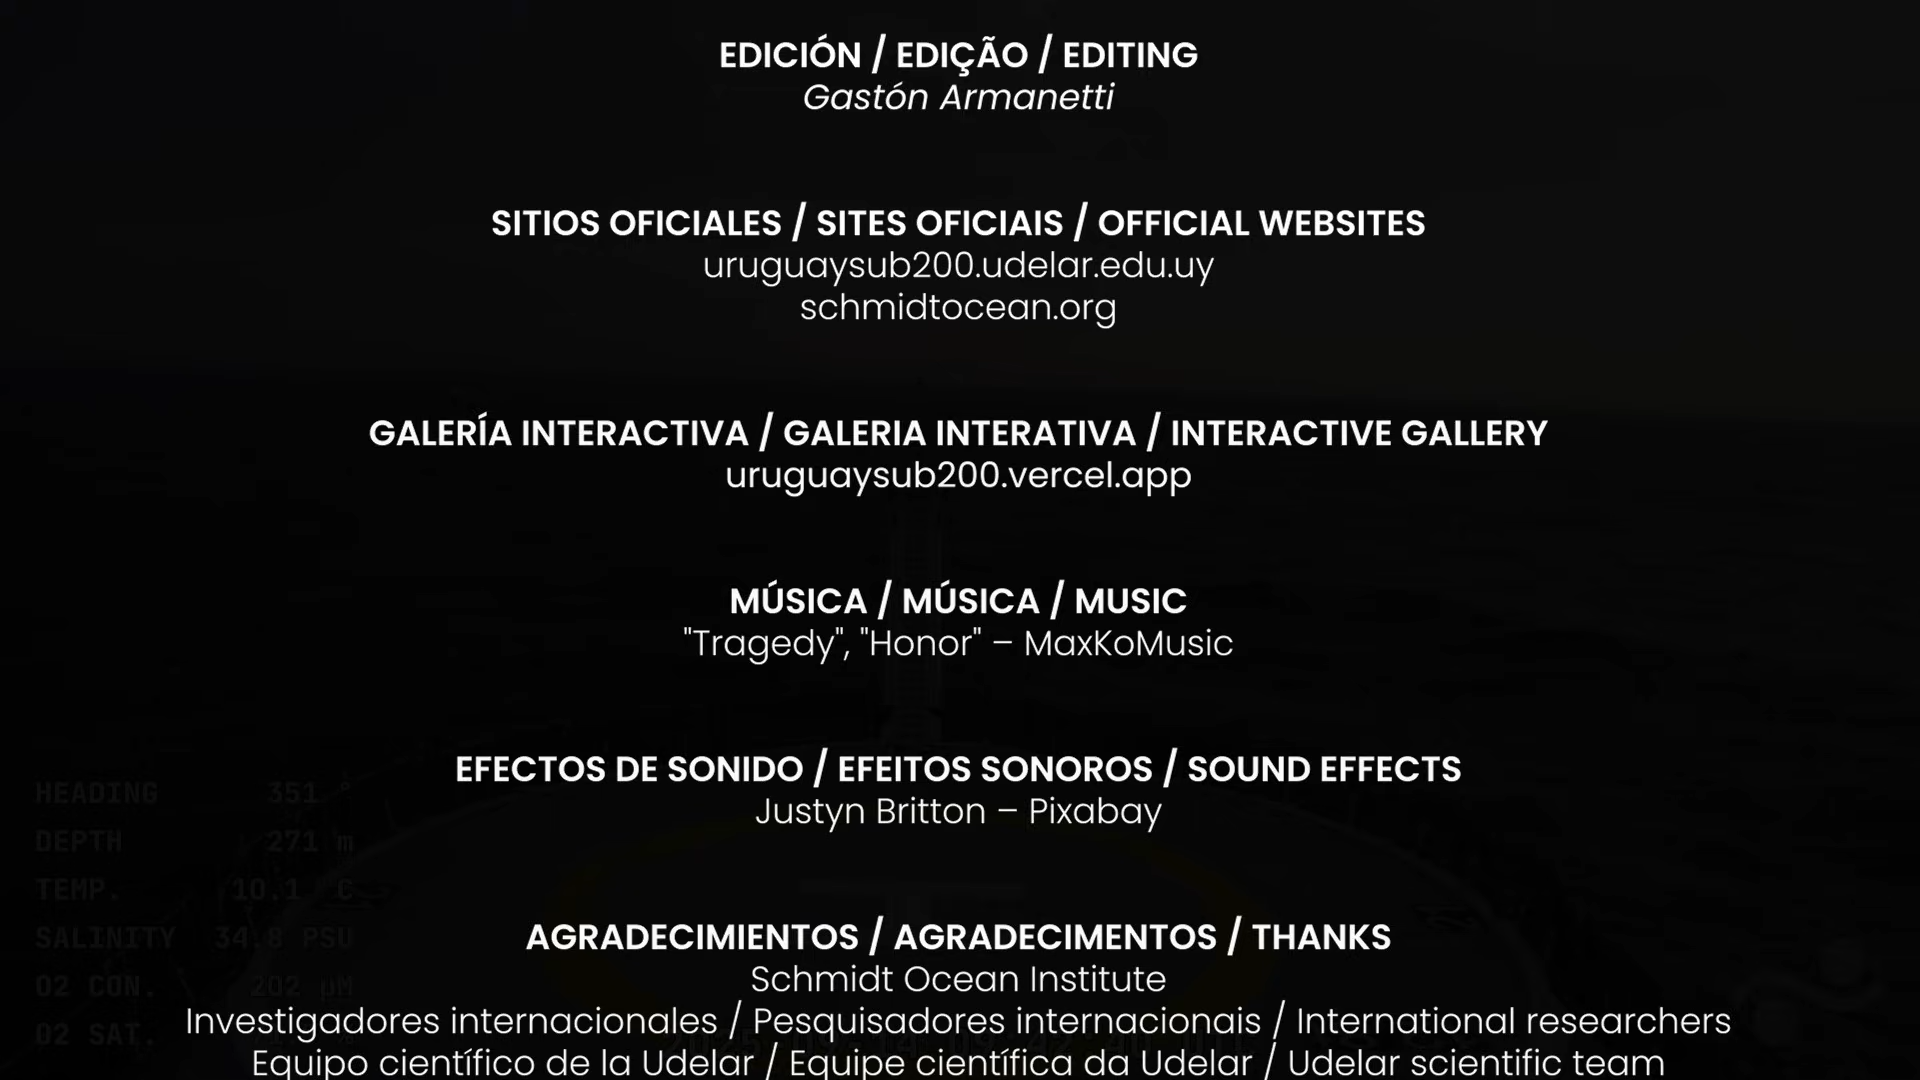 EDICIÓN / EDIÇÃO / EDITING
Gastón Armanetti
SITIOS OFICIALES / SITES OFICIAIS / OFFICIAL WEBSITES
uruguaysub200.udelar.edu.uy
schmidtocean.org
GALERÍA INTERACTIVA / GALERIA INTERATIVA / INTERACTIVE GALLERY
uruguaysub200.vercel.app
MÚSICA / MÚSICA / MUSIC
"Tragedy", "Honor" – MaxKoMusic
EFECTOS DE SONIDO / EFEITOS SONOROS / SOUND EFFECTS
Justyn Britton – Pixabay
AGRADECIMIENTOS / AGRADECIMENTOS / THANKS
Schmidt Ocean Institute
Investigadores internacionales / Pesquisadores internacionais / International researchers
Equipo científico de la Udelar / Equipe científica da Udelar / Udelar scientific team
HEADING 351 °
DEPTH 271 m
TEMP. 10.1 °C
SALINITY 34.8 PSU
O2 CON. 202 µM
O2 SAT.